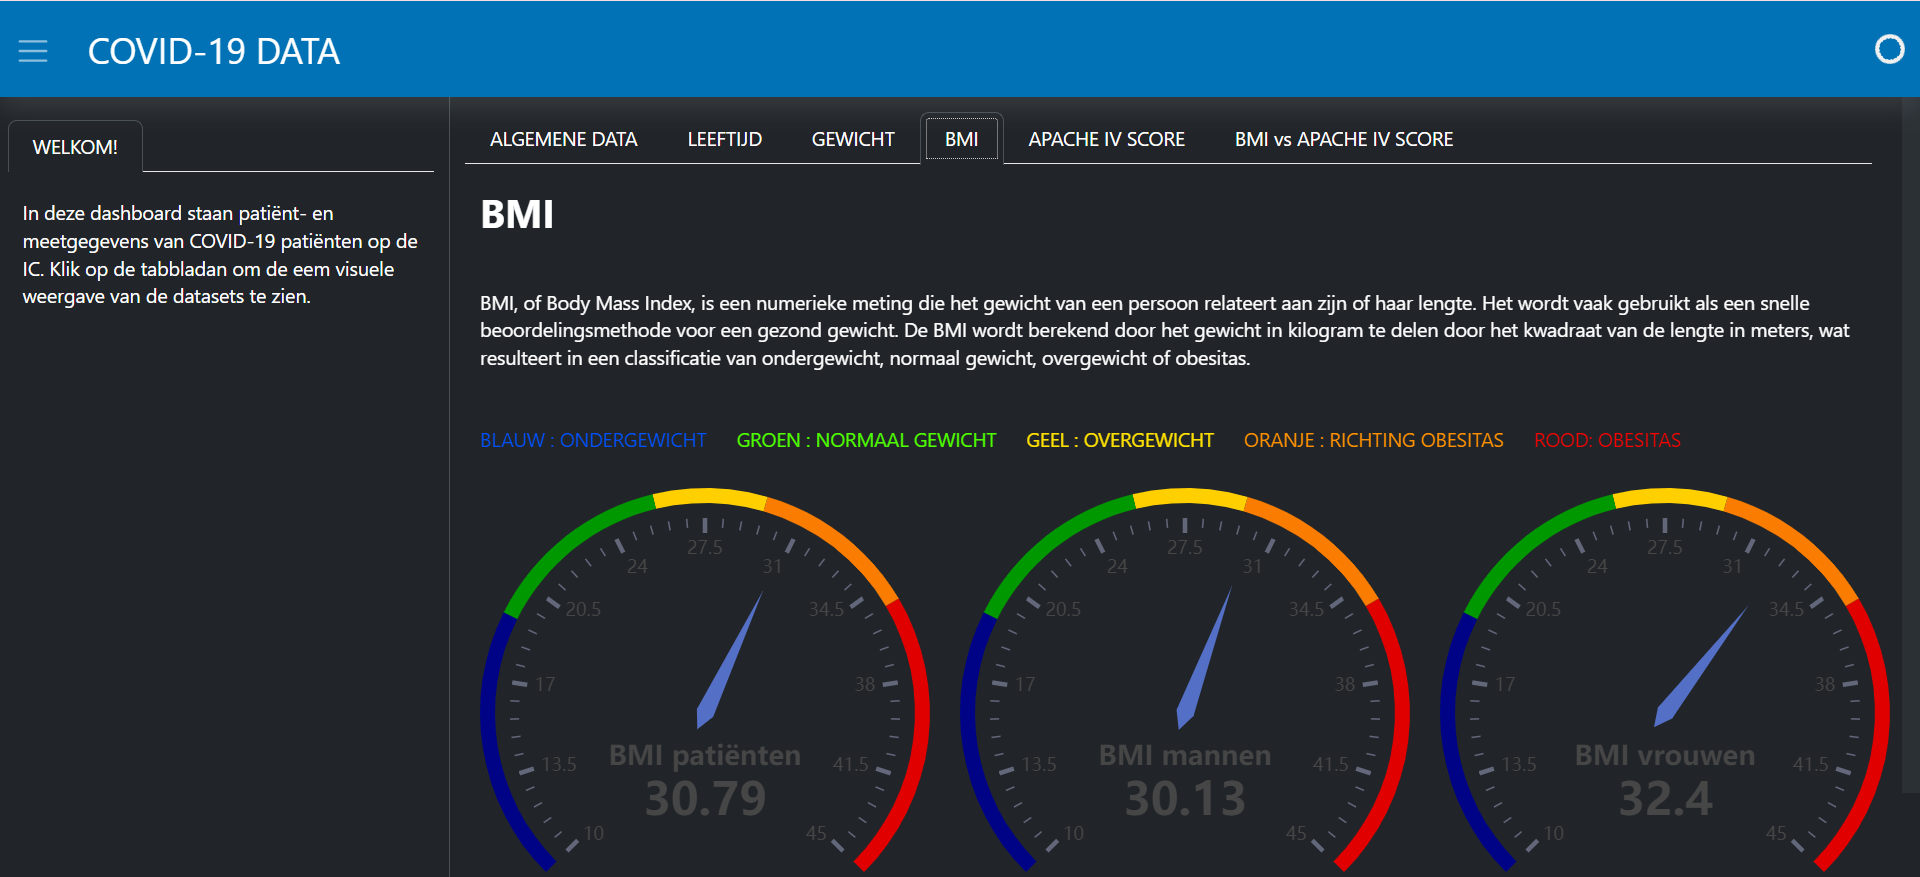 COVID-19 DATA
WELKOM!
In deze dashboard staan patiënt- en
meetgegevens van COVID-19 patiënten op de
IC. Klik op de tabbladan om de eem visuele
weergave van de datasets te zien.
ALGEMENE DATA LEEFTIJD GEWICHT BMI APACHE IV SCORE BMI vs APACHE IV SCORE
BMI
BMI, of Body Mass Index, is een numerieke meting die het gewicht van een persoon relateert aan zijn of haar lengte. Het wordt vaak gebruikt als een snelle
beoordelingsmethode voor een gezond gewicht. De BMI wordt berekend door het gewicht in kilogram te delen door het kwadraat van de lengte in meters, wat
resulteert in een classificatie van ondergewicht, normaal gewicht, overgewicht of obesitas.
BLAUW : ONDERGEWICHT GROEN : NORMAAL GEWICHT GEEL : OVERGEWICHT ORANJE : RICHTING OBESITAS ROOD: OBESITAS
10
13.5
17
20.5
24
27.5
31
34.5
38
41.5
45
BMI patiënten
30.79
10
13.5
17
20.5
24
27.5
31
34.5
38
41.5
45
BMI mannen
30.13
10
13.5
17
20.5
24
27.5
31
34.5
38
41.5
45
BMI vrouwen
32.4